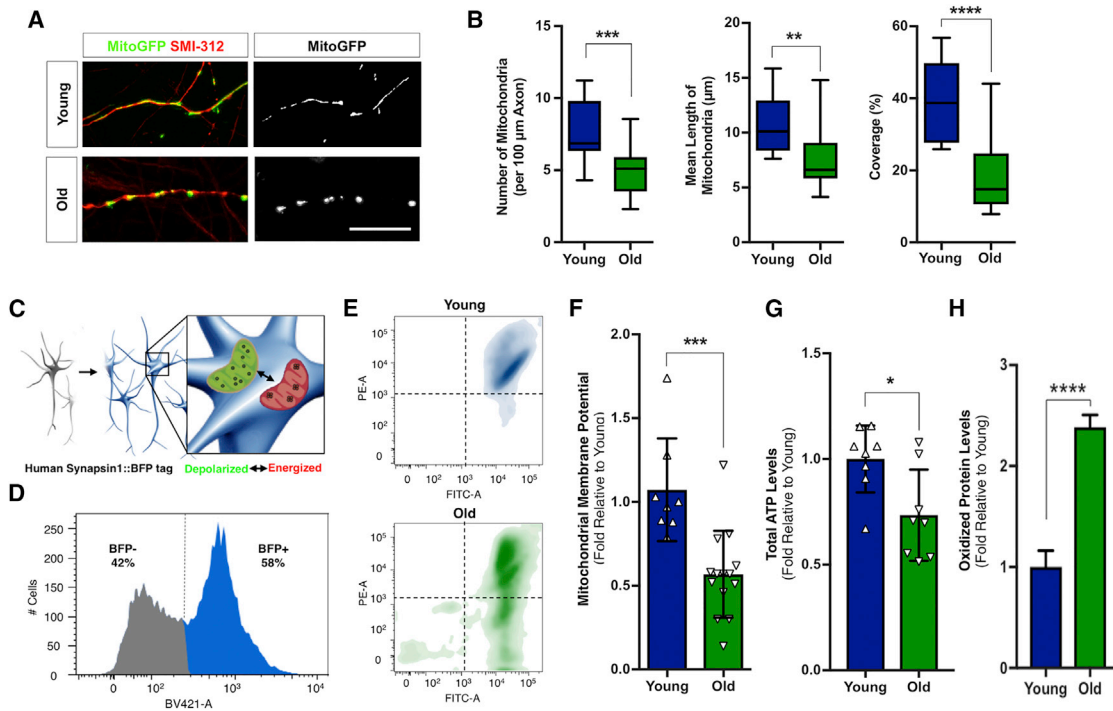 A
MitoGFP SMI-312
MitoGFP
Young
Old
B
Number of Mitochondria
(per 100 µm Axon)
15
10
5
0
***
Young Old
Mean Length of
Mitochondria (µm)
20
15
10
5
0
**
Young Old
Coverage (%)
60
40
20
0
****
Young Old
C
Human Synapsin1::BFP tag
Depolarized Energized
D
# Cells
250
200
150
100
50
0
BFP-
42%
BFP+
58%
0 10² 10³ 10⁴
BV421-A
E
Young
PE-A
10⁵
10⁴
10³
10²
0
0 10² 10³ 10⁴ 10⁵
FITC-A
Old
PE-A
10⁵
10⁴
10³
10²
0
0 10² 10³ 10⁴ 10⁵
FITC-A
F
Mitochondrial Membrane Potential
(Fold Relative to Young)
2.0
1.5
1.0
0.5
0.0
***
Young Old
G
Total ATP Levels
(Fold Relative to Young)
1.5
1.0
0.5
0.0
*
Young Old
H
Oxidized Protein Levels
(Fold Relative to Young)
3
2
1
0
****
Young Old